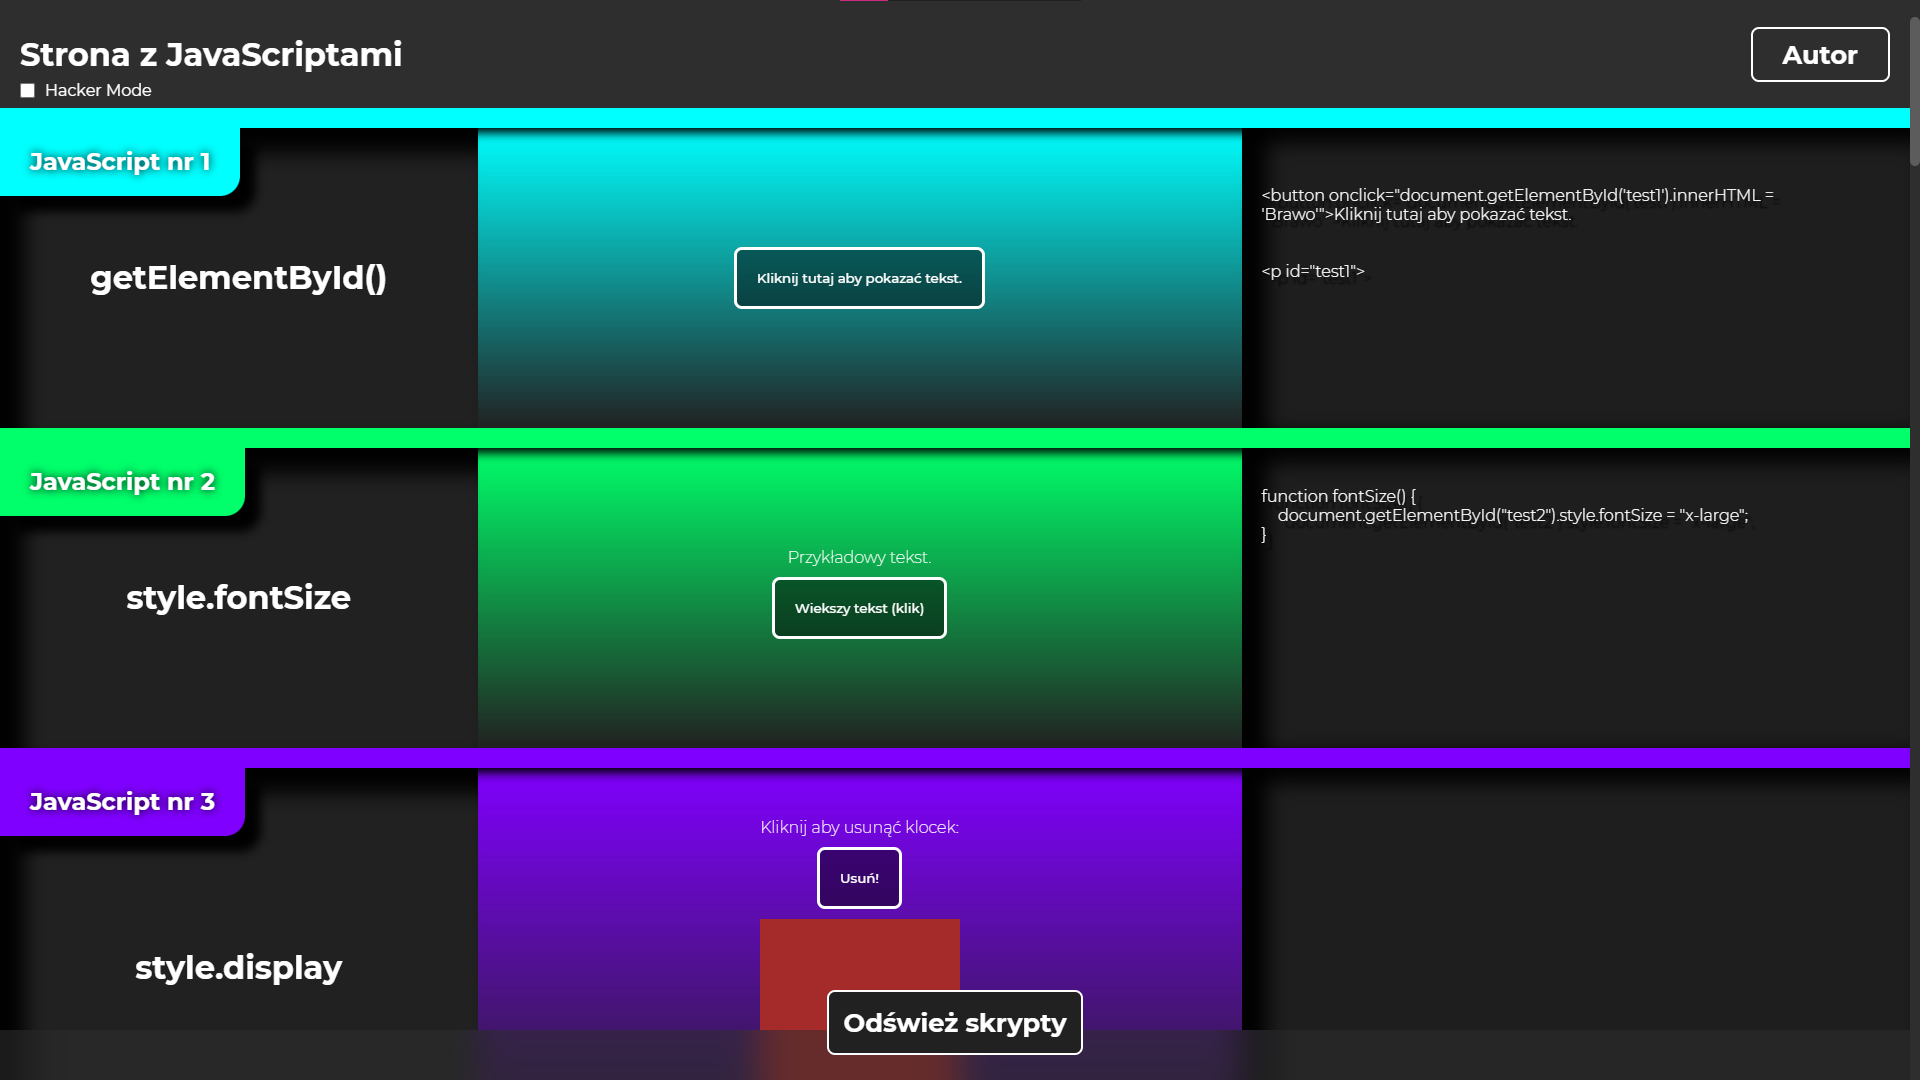 Strona z JavaScriptami
Hacker Mode
Autor
JavaScript nr 1
getElementById()
Kliknij tutaj aby pokazać tekst.
<button onclick="document.getElementById('test1').innerHTML =
'Brawo'">Kliknij tutaj aby pokazać tekst.
<p id="test1">
JavaScript nr 2
style.fontSize
Przykładowy tekst.
Wiekszy tekst (klik)
function fontSize() {
document.getElementById("test2").style.fontSize = "x-large";
}
JavaScript nr 3
style.display
Kliknij aby usunąć klocek:
Usuń!
Odśwież skrypty